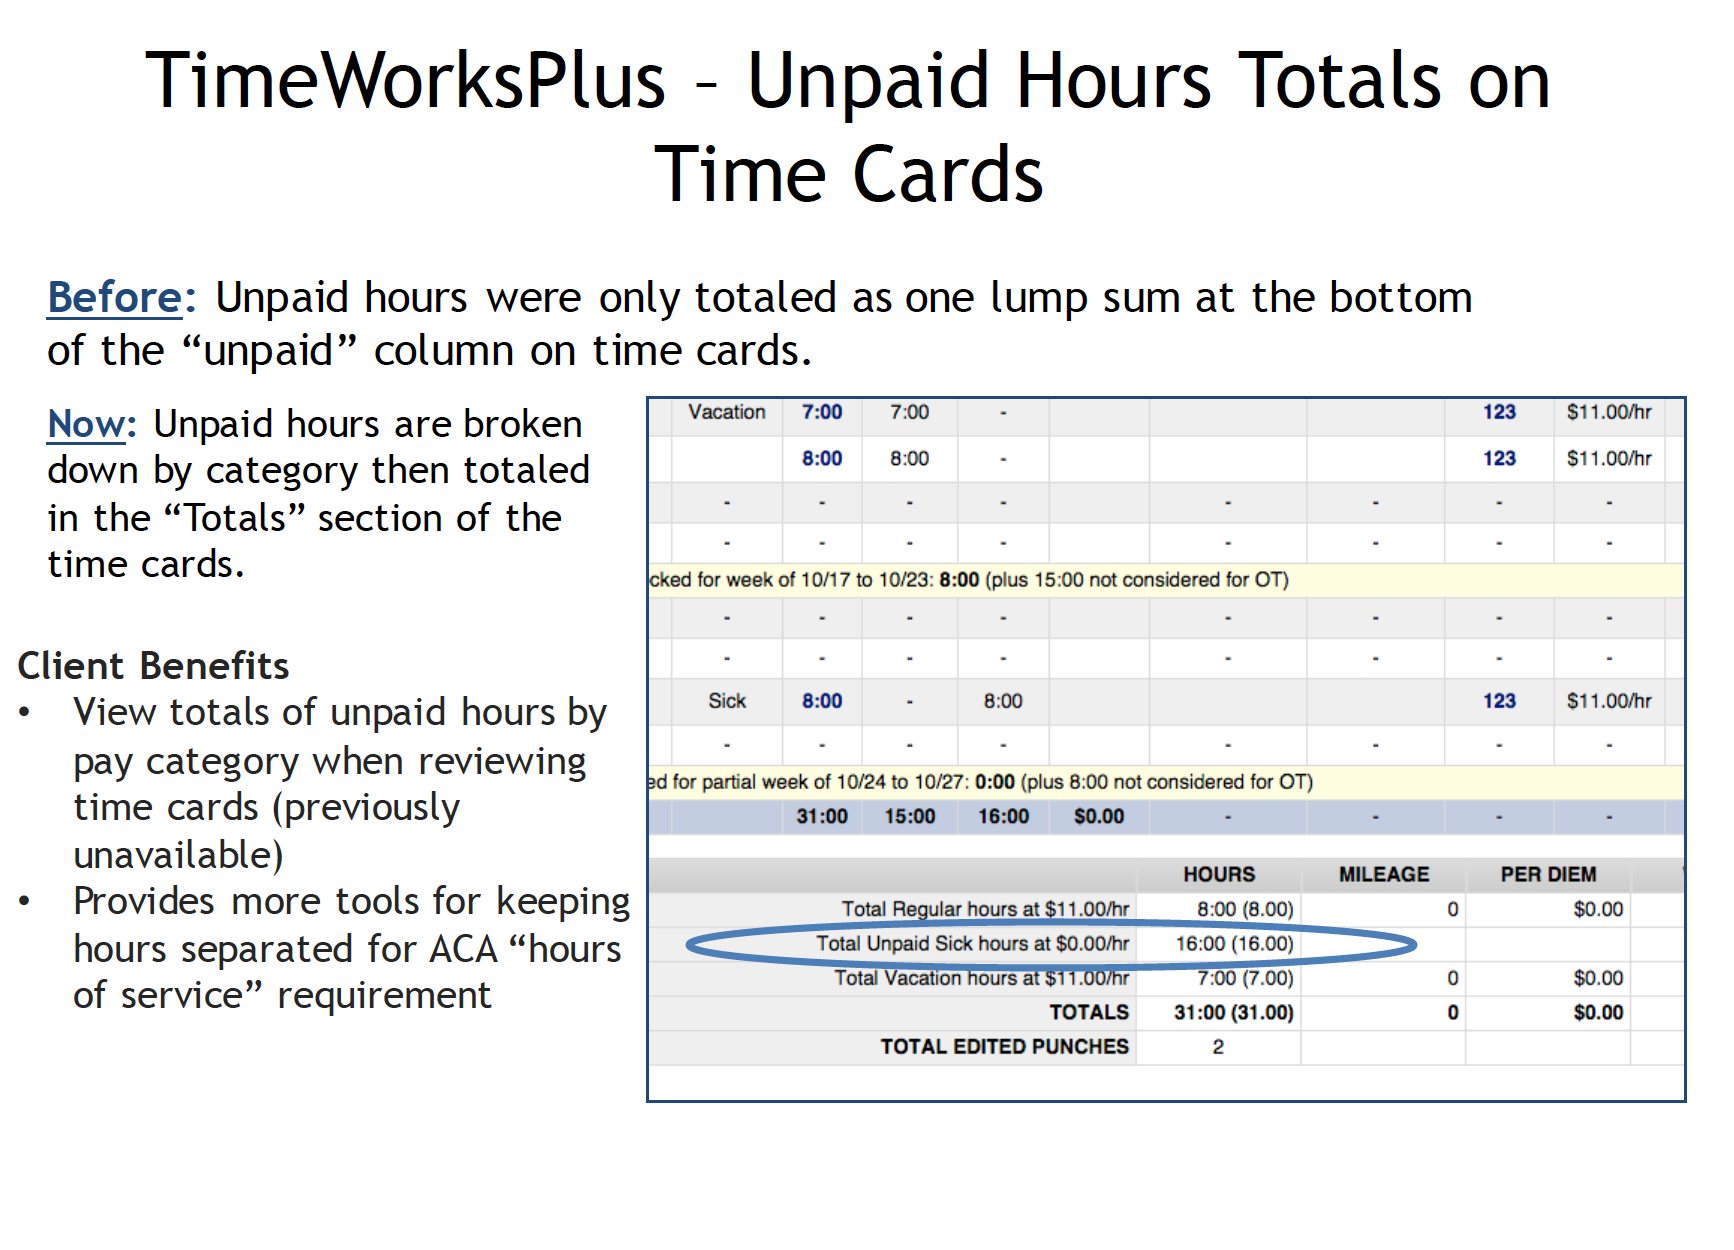 TimeWorksPlus – Unpaid Hours Totals on
Time Cards
Before: Unpaid hours were only totaled as one lump sum at the bottom
of the “unpaid” column on time cards.
Now: Unpaid hours are broken
down by category then totaled
in the “Totals” section of the
time cards.
Client Benefits
• View totals of unpaid hours by
pay category when reviewing
time cards (previously
unavailable)
• Provides more tools for keeping
hours separated for ACA “hours
of service” requirement
Vacation 7:00 7:00 - 123 $11.00/hr
8:00 8:00 - 123 $11.00/hr
- - - - - - - -
- - - - - - - -
cked for week of 10/17 to 10/23: 8:00 (plus 15:00 not considered for OT)
- - - - - - - -
- - - - - - - -
Sick 8:00 - 8:00 123 $11.00/hr
- - - - - - - -
ed for partial week of 10/24 to 10/27: 0:00 (plus 8:00 not considered for OT)
31:00 15:00 16:00 $0.00 - - - -
HOURS MILEAGE PER DIEM
Total Regular hours at $11.00/hr 8:00 (8.00) 0 $0.00
Total Unpaid Sick hours at $0.00/hr 16:00 (16.00)
Total Vacation hours at $11.00/hr 7:00 (7.00) 0 $0.00
TOTALS 31:00 (31.00) 0 $0.00
TOTAL EDITED PUNCHES 2